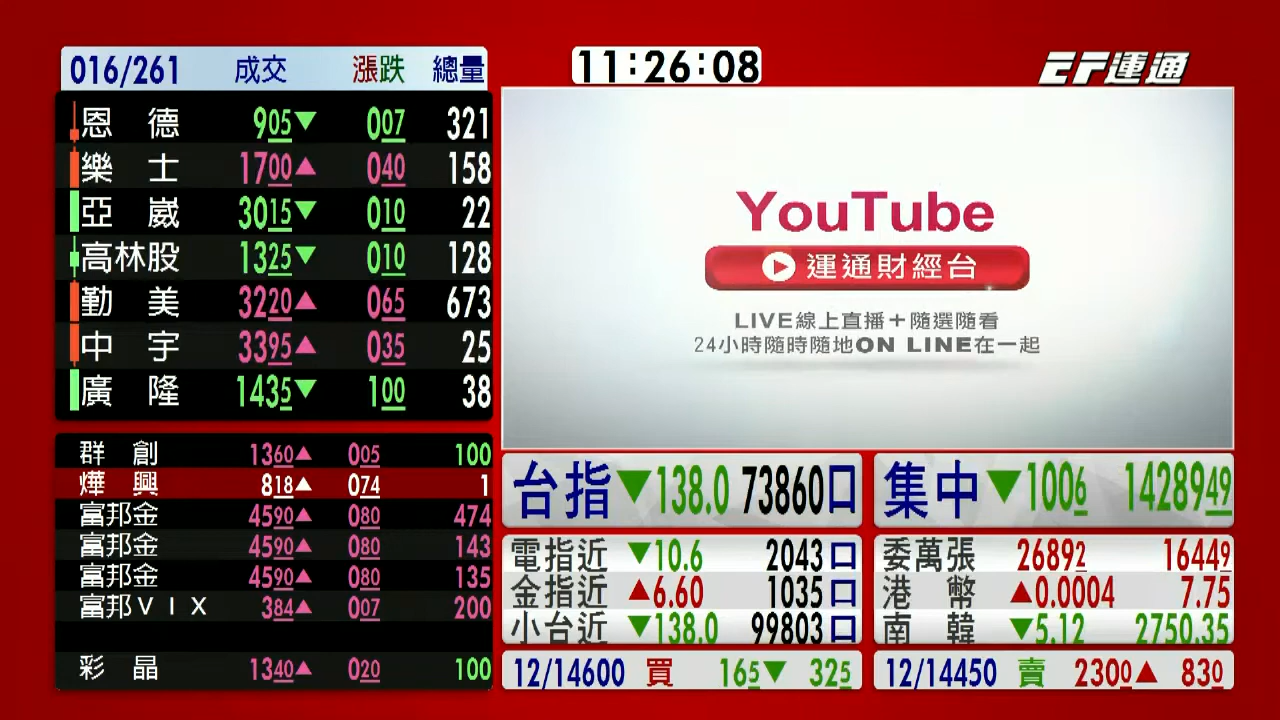 016/261 成交 漲跌 總量
恩德 905▼ 007 321
樂士 1700▲ 040 158
亞崴 3015▼ 010 22
高林股 1325▼ 010 128
勤美 3220▲ 065 673
中宇 3395▲ 035 25
廣隆 1435▼ 100 38
群創 1360▲ 005 100
燁興 818▲ 074 1
富邦金 4590▲ 080 474
富邦金 4590▲ 080 143
富邦金 4590▲ 080 135
富邦VIX 384▲ 007 200
彩晶 1340▲ 020 100
11:26:08
EF運通
YouTube
運通財經台
LIVE線上直播+隨選隨看
24小時隨時隨地ON LINE在一起
台指▼138.0 73860口
集中▼1006 1428949
電指近 ▼10.6 2043口
金指近 ▲6.60 1035口
小台近 ▼138.0 99803口
委萬張 26892 16449
港幣 ▲0.0004 7.75
南韓 ▼5.12 2750.35
12/14600 買 165▼ 325
12/14450 賣 2300▲ 830